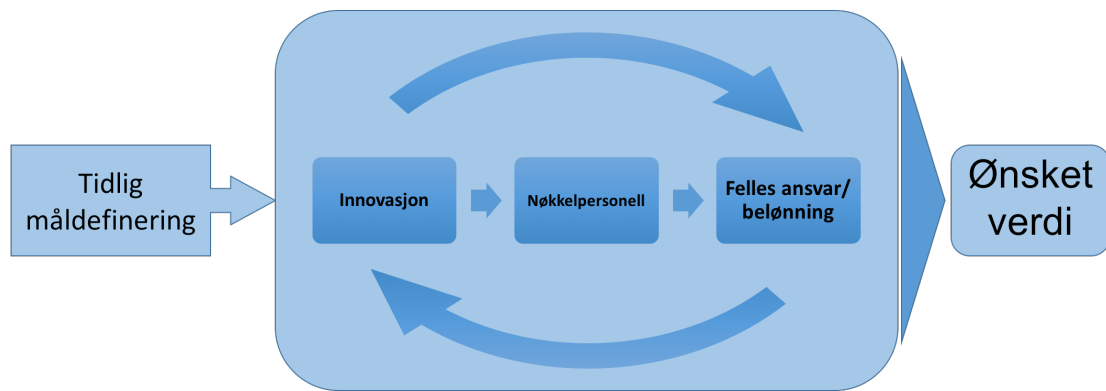 Tidlig
måldefinering
Innovasjon
Nøkkelpersonell
Felles ansvar/
belønning
Ønsket
verdi